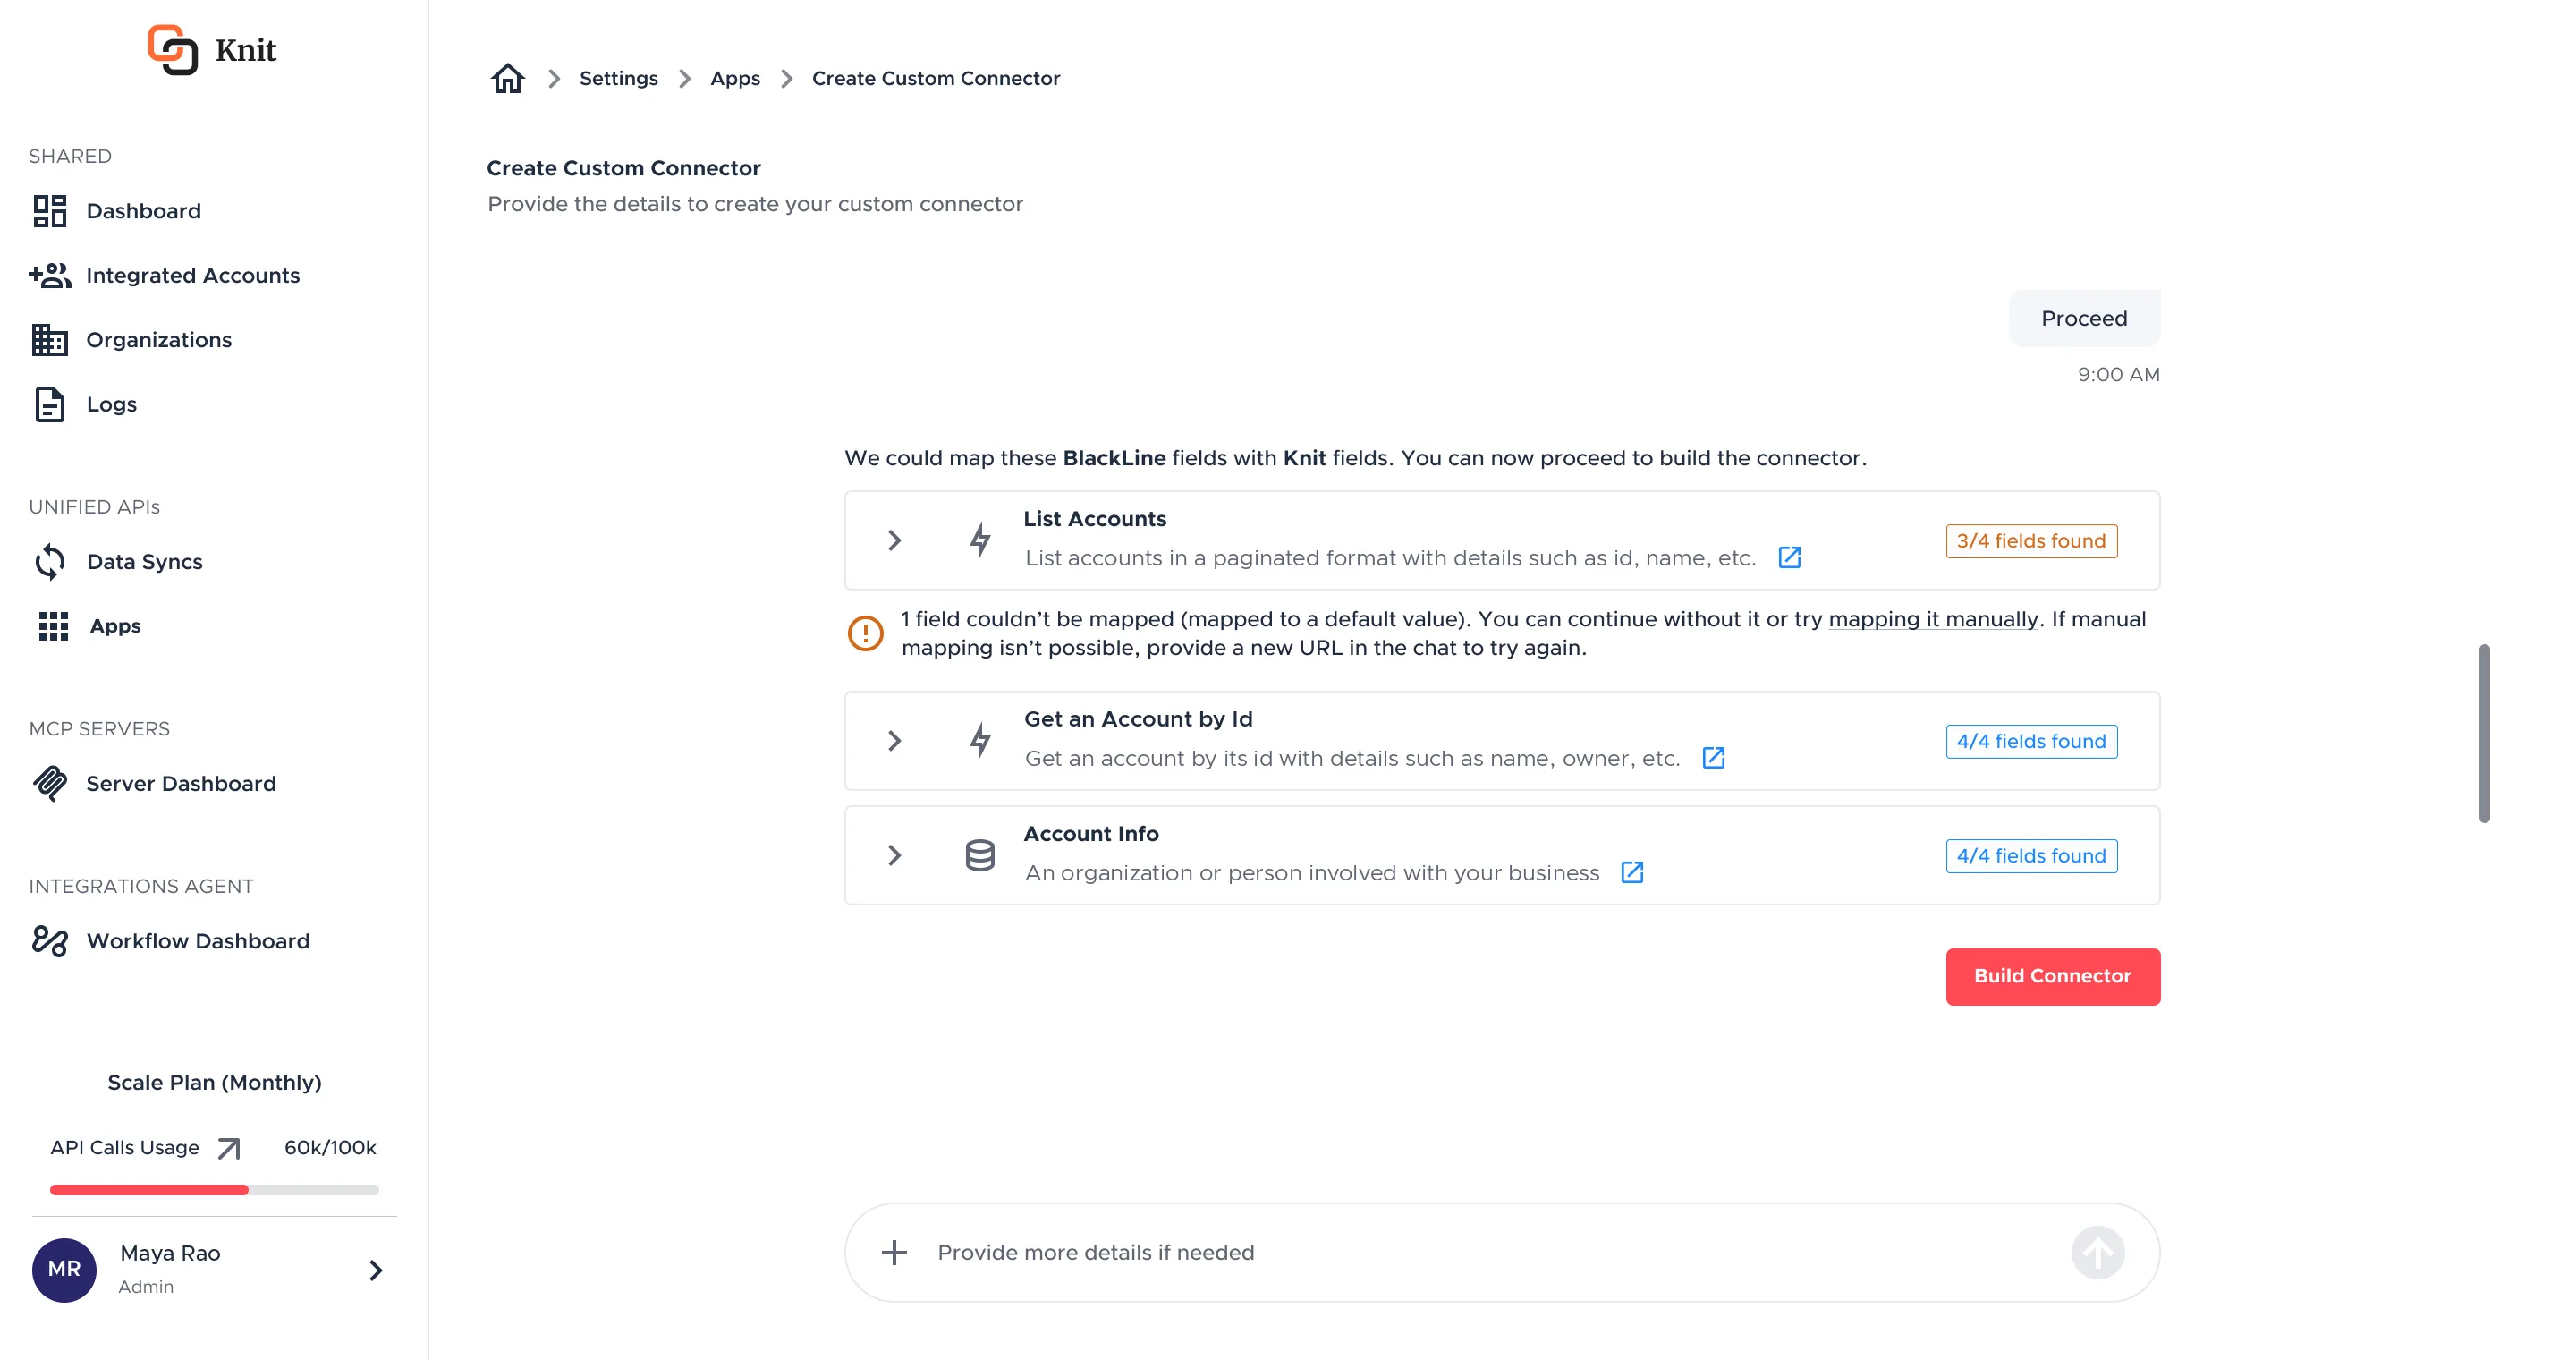 Knit
SHARED
Dashboard
Integrated Accounts
Organizations
Logs
UNIFIED APIs
Data Syncs
Apps
MCP SERVERS
Server Dashboard
INTEGRATIONS AGENT
Workflow Dashboard
Scale Plan (Monthly)
API Calls Usage 60k/100k
MR
Maya Rao
Admin
Settings Apps Create Custom Connector
Create Custom Connector
Provide the details to create your custom connector
Proceed
9:00 AM
We could map these BlackLine fields with Knit fields. You can now proceed to build the connector.
List Accounts
List accounts in a paginated format with details such as id, name, etc.
3/4 fields found
1 field couldn’t be mapped (mapped to a default value). You can continue without it or try mapping it manually. If manual
mapping isn’t possible, provide a new URL in the chat to try again.
Get an Account by Id
Get an account by its id with details such as name, owner, etc.
4/4 fields found
Account Info
An organization or person involved with your business
4/4 fields found
Build Connector
Provide more details if needed